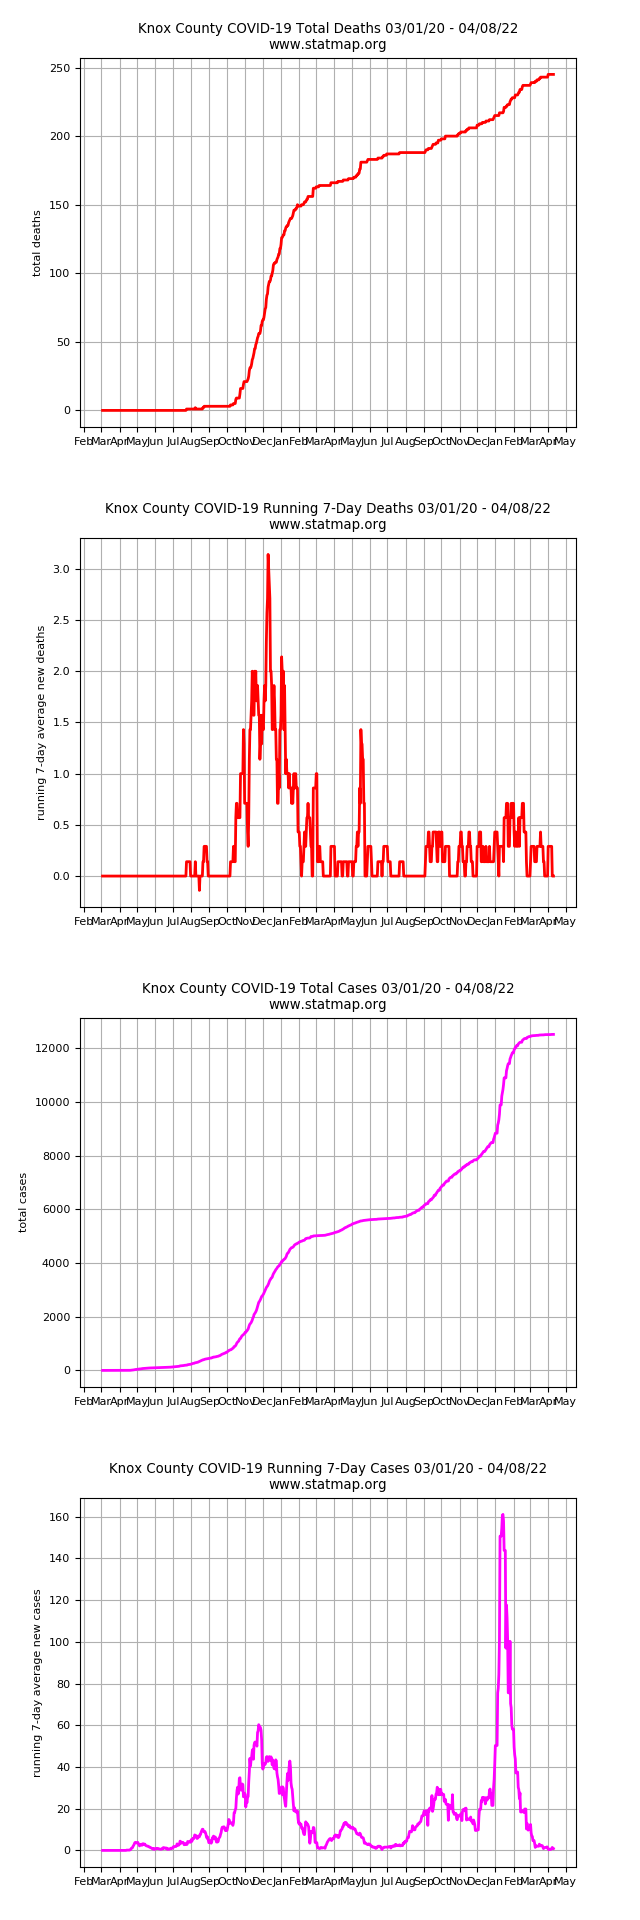 Knox County COVID-19 Total Deaths 03/01/20 - 04/08/22
www.statmap.org
250
200
150
100
50
0
total deaths
Feb Mar Apr May Jun Jul Aug Sep Oct Nov Dec Jan Feb Mar Apr May Jun Jul Aug Sep Oct Nov Dec Jan Feb Mar Apr May
Knox County COVID-19 Running 7-Day Deaths 03/01/20 - 04/08/22
www.statmap.org
3.0
2.5
2.0
1.5
1.0
0.5
0.0
running 7-day average new deaths
Feb Mar Apr May Jun Jul Aug Sep Oct Nov Dec Jan Feb Mar Apr May Jun Jul Aug Sep Oct Nov Dec Jan Feb Mar Apr May
Knox County COVID-19 Total Cases 03/01/20 - 04/08/22
www.statmap.org
12000
10000
8000
6000
4000
2000
0
total cases
Feb Mar Apr May Jun Jul Aug Sep Oct Nov Dec Jan Feb Mar Apr May Jun Jul Aug Sep Oct Nov Dec Jan Feb Mar Apr May
Knox County COVID-19 Running 7-Day Cases 03/01/20 - 04/08/22
www.statmap.org
160
140
120
100
80
60
40
20
0
running 7-day average new cases
Feb Mar Apr May Jun Jul Aug Sep Oct Nov Dec Jan Feb Mar Apr May Jun Jul Aug Sep Oct Nov Dec Jan Feb Mar Apr May